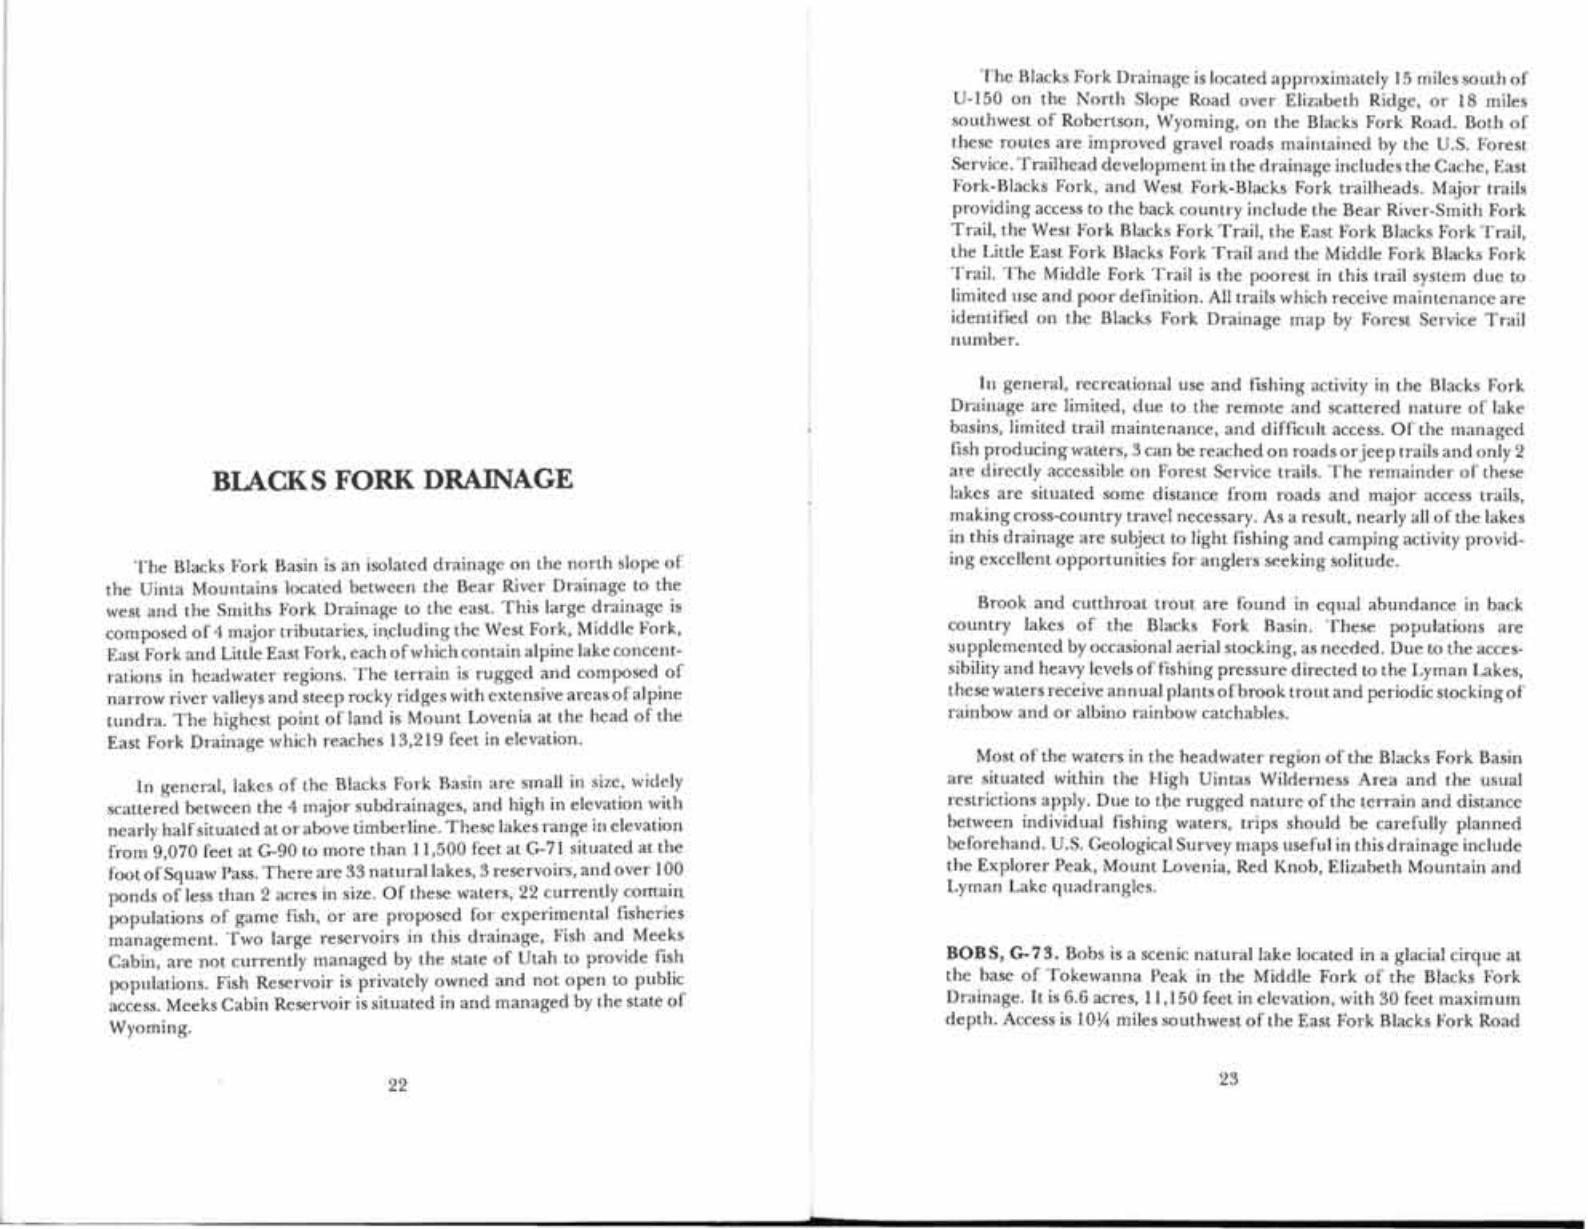 BLACKS FORK DRAINAGE
The Blacks Fork Basin is an isolated drainage on the north slope of
the Uinta Mountains located between the Bear River Drainage to the
west and the Smiths Fork Drainage to the east. This large drainage is
composed of 4 major tributaries, including the West Fork, Middle Fork,
East Fork and Little East Fork, each of which contain alpine lake concent-
rations in headwater regions. The terrain is rugged and composed of
narrow river valleys and steep rocky ridges with extensive areas of alpine
tundra. The highest point of land is Mount Lovenia at the head of the
East Fork Drainage which reaches 13,219 feet in elevation.
In general, lakes of the Blacks Fork Basin are small in size, widely
scattered between the 4 major subdrainages, and high in elevation with
nearly half situated at or above timberline. These lakes range in elevation
from 9,070 feet at G-90 to more than 11,500 feet at G-71 situated at the
foot of Squaw Pass. There are 33 natural lakes, 3 reservoirs, and over 100
ponds of less than 2 acres in size. Of these waters, 22 currently contain
populations of game fish, or are proposed for experimental fisheries
management. Two large reservoirs in this drainage, Fish and Meeks
Cabin, are not currently managed by the state of Utah to provide fish
populations. Fish Reservoir is privately owned and not open to public
access. Meeks Cabin Reservoir is situated in and managed by the state of
Wyoming.
22
The Blacks Fork Drainage is located approximately 15 miles south of
U-150 on the North Slope Road over Elizabeth Ridge, or 18 miles
southwest of Robertson, Wyoming, on the Blacks Fork Road. Both of
these routes are improved gravel roads maintained by the U.S. Forest
Service. Trailhead development in the drainage includes the Cache, East
Fork-Blacks Fork, and West Fork-Blacks Fork trailheads. Major trails
providing access to the back country include the Bear River-Smith Fork
Trail, the West Fork Blacks Fork Trail, the East Fork Blacks Fork Trail,
the Little East Fork Blacks Fork Trail and the Middle Fork Blacks Fork
Trail. The Middle Fork Trail is the poorest in this trail system due to
limited use and poor definition. All trails which receive maintenance are
identified on the Blacks Fork Drainage map by Forest Service Trail
number.
In general, recreational use and fishing activity in the Blacks Fork
Drainage are limited, due to the remote and scattered nature of lake
basins, limited trail maintenance, and difficult access. Of the managed
fish producing waters, 3 can be reached on roads or jeep trails and only 2
are directly accessible on Forest Service trails. The remainder of these
lakes are situated some distance from roads and major access trails,
making cross-country travel necessary. As a result, nearly all of the lakes
in this drainage are subject to light fishing and camping activity provid-
ing excellent opportunities for anglers seeking solitude.
Brook and cutthroat trout are found in equal abundance in back
country lakes of the Blacks Fork Basin. These populations are
supplemented by occasional aerial stocking, as needed. Due to the acces-
sibility and heavy levels of fishing pressure directed to the Lyman Lakes,
these waters receive annual plants of brook trout and periodic stocking of
rainbow and or albino rainbow catchables.
Most of the waters in the headwater region of the Blacks Fork Basin
are situated within the High Uintas Wilderness Area and the usual
restrictions apply. Due to the rugged nature of the terrain and distance
between individual fishing waters, trips should be carefully planned
beforehand. U.S. Geological Survey maps useful in this drainage include
the Explorer Peak, Mount Lovenia, Red Knob, Elizabeth Mountain and
Lyman Lake quadrangles.
BOBS, G-73. Bobs is a scenic natural lake located in a glacial cirque at
the base of Tokewanna Peak in the Middle Fork of the Blacks Fork
Drainage. It is 6.6 acres, 11,150 feet in elevation, with 30 feet maximum
depth. Access is 10¼ miles southwest of the East Fork Blacks Fork Road
23